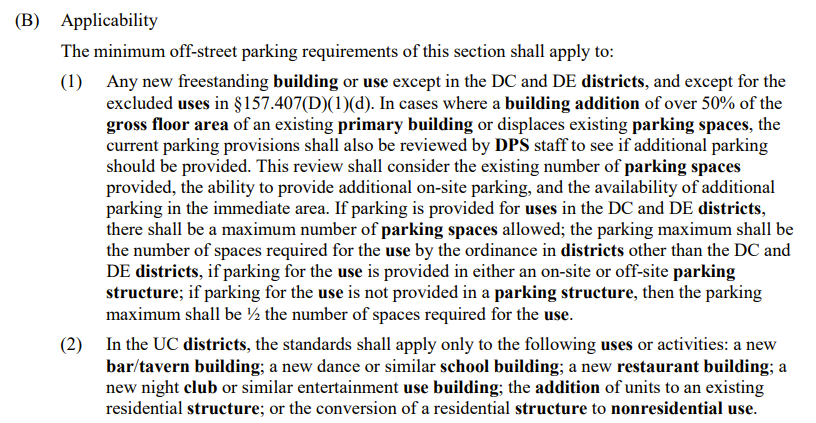 (B) Applicability
The minimum off-street parking requirements of this section shall apply to:
(1) Any new freestanding building or use except in the DC and DE districts, and except for the
excluded uses in §157.407(D)(1)(d). In cases where a building addition of over 50% of the
gross floor area of an existing primary building or displaces existing parking spaces, the
current parking provisions shall also be reviewed by DPS staff to see if additional parking
should be provided. This review shall consider the existing number of parking spaces
provided, the ability to provide additional on-site parking, and the availability of additional
parking in the immediate area. If parking is provided for uses in the DC and DE districts,
there shall be a maximum number of parking spaces allowed; the parking maximum shall be
the number of spaces required for the use by the ordinance in districts other than the DC and
DE districts, if parking for the use is provided in either an on-site or off-site parking
structure; if parking for the use is not provided in a parking structure, then the parking
maximum shall be ½ the number of spaces required for the use.
(2) In the UC districts, the standards shall apply only to the following uses or activities: a new
bar/tavern building; a new dance or similar school building; a new restaurant building; a
new night club or similar entertainment use building; the addition of units to an existing
residential structure; or the conversion of a residential structure to nonresidential use.